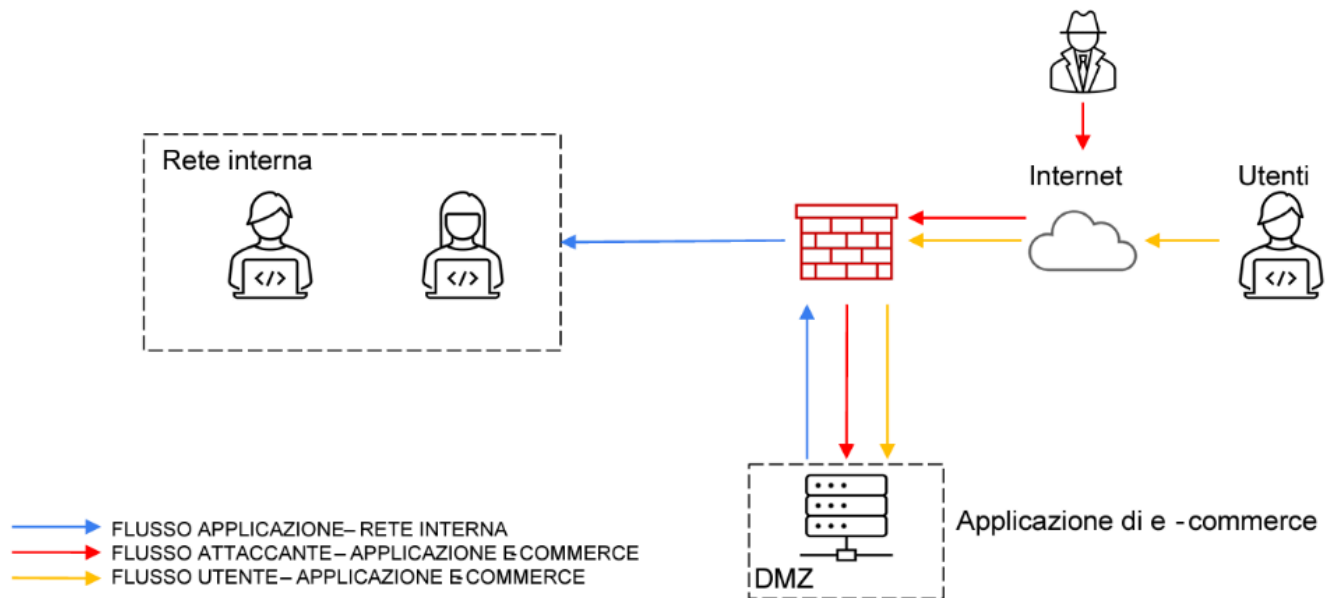 Rete interna
Internet
Utenti
</>
</>
</>
Applicazione di e -commerce
DMZ
FLUSSO APPLICAZIONE– RETE INTERNA
FLUSSO ATTACCANTE – APPLICAZIONE E-COMMERCE
FLUSSO UTENTE – APPLICAZIONE E-COMMERCE